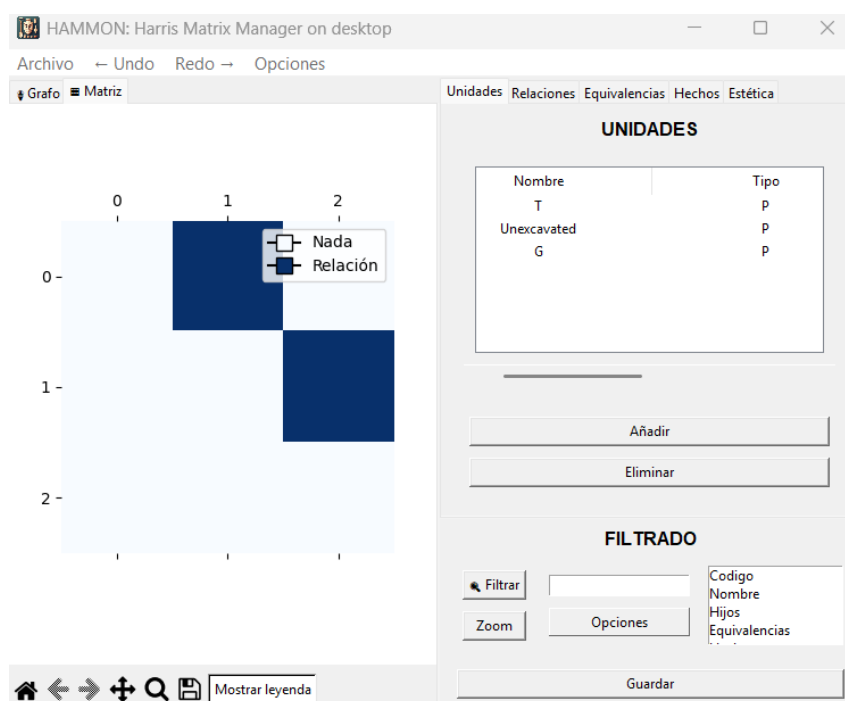 HAMMON: Harris Matrix Manager on desktop
Archivo ← Undo Redo → Opciones
Grafo Matriz
Unidades Relaciones Equivalencias Hechos Estética
UNIDADES
Nombre Tipo
T P
Unexcavated P
G P
0 1 2
Nada
Relación
0
1
2
Añadir
Eliminar
FILTRADO
Filtrar
Zoom
Opciones
Codigo
Nombre
Hijos
Equivalencias
Mostrar leyenda
Guardar